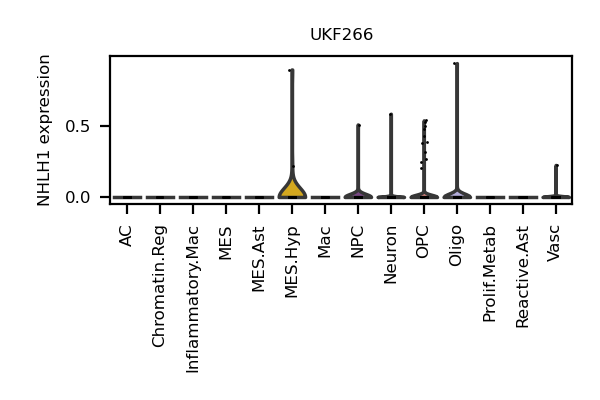 UKF266
NHLH1 expression
0.5
0.0
AC
Chromatin.Reg
Inflammatory.Mac
MES
MES.Ast
MES.Hyp
Mac
NPC
Neuron
OPC
Oligo
Prolif.Metab
Reactive.Ast
Vasc